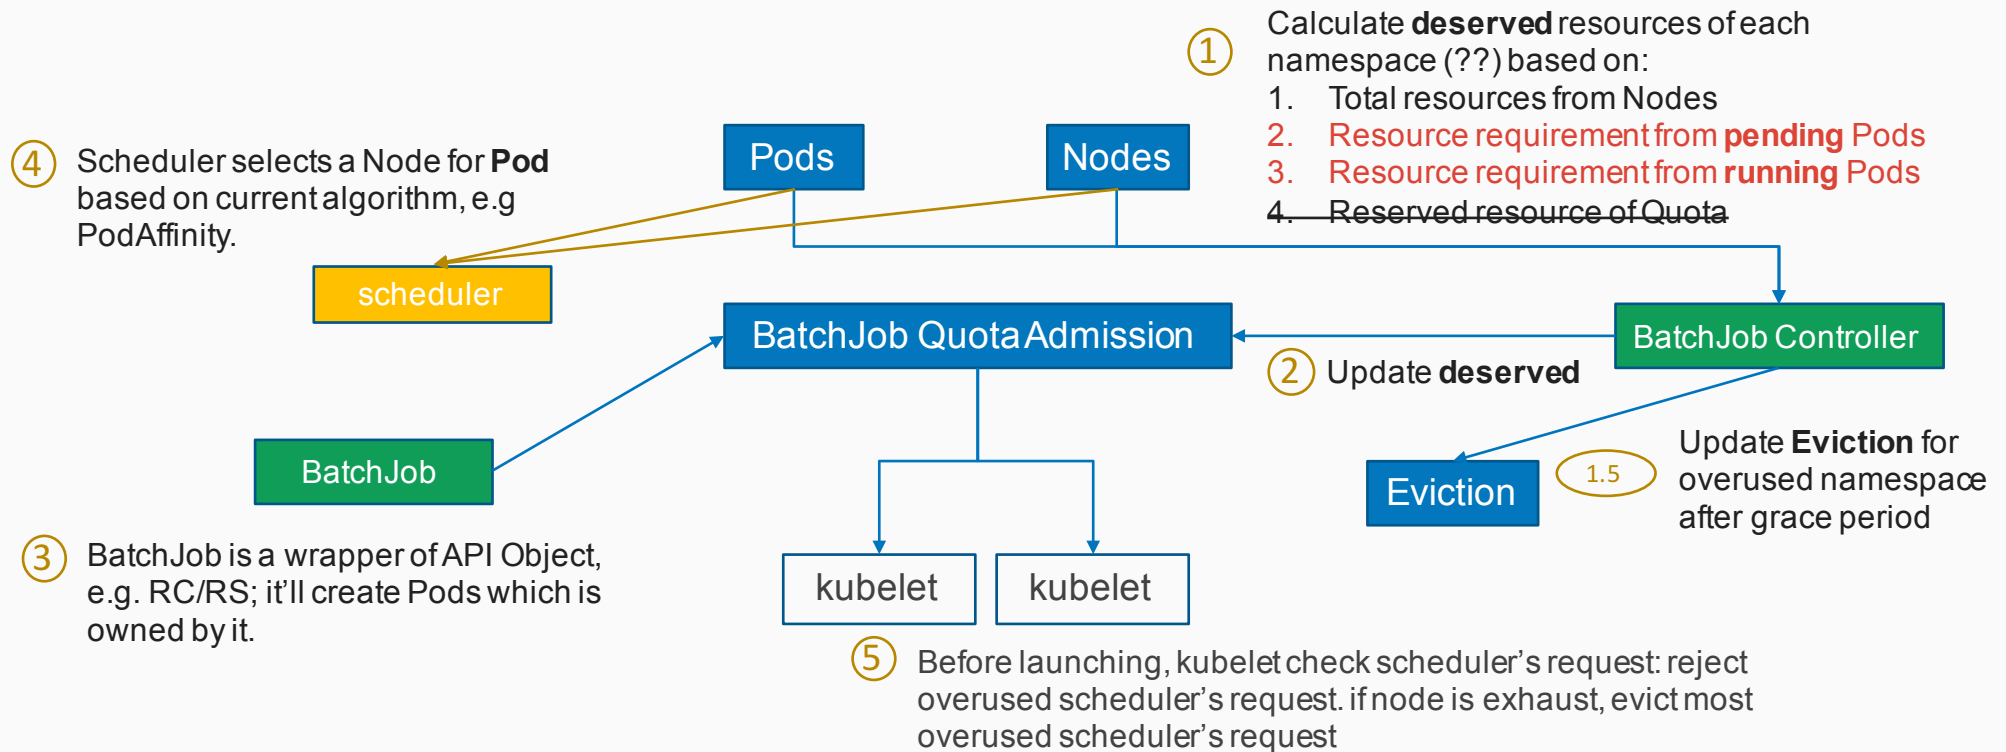 1
Calculate deserved resources of each
namespace (??) based on:
1. Total resources from Nodes
2. Resource requirement from pending Pods
3. Resource requirement from running Pods
4. Reserved resource of Quota
4
Scheduler selects a Node for Pod
based on current algorithm, e.g
PodAffinity.
Pods
Nodes
scheduler
BatchJob Quota Admission
BatchJob Controller
2
Update deserved
BatchJob
Eviction
1.5
Update Eviction for
overused namespace
after grace period
3
BatchJob is a wrapper of API Object,
e.g. RC/RS; it'll create Pods which is
owned by it.
kubelet
kubelet
5
Before launching, kubelet check scheduler's request: reject
overused scheduler's request. if node is exhaust, evict most
overused scheduler's request